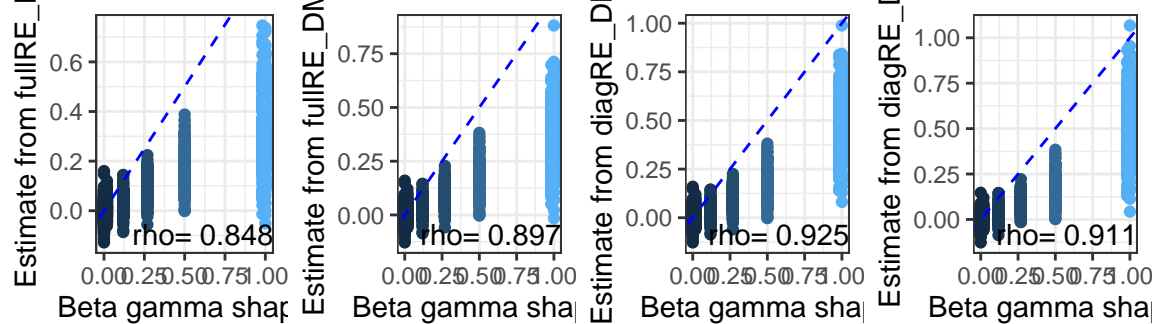 Estimate from fullRE_
0.6
0.4
0.2
0.0
rho= 0.848
0.00 0.25 0.50 0.75 1.00
Beta gamma shap
Estimate from fullRE_DM
0.75
0.50
0.25
0.00
rho= 0.897
0.00 0.25 0.50 0.75 1.00
Beta gamma shap
Estimate from diagRE_D
1.00
0.75
0.50
0.25
0.00
rho= 0.925
0.00 0.25 0.50 0.75 1.00
Beta gamma shap
Estimate from diagRE_D
1.00
0.75
0.50
0.25
0.00
rho= 0.911
0.00 0.25 0.50 0.75 1.00
Beta gamma shap